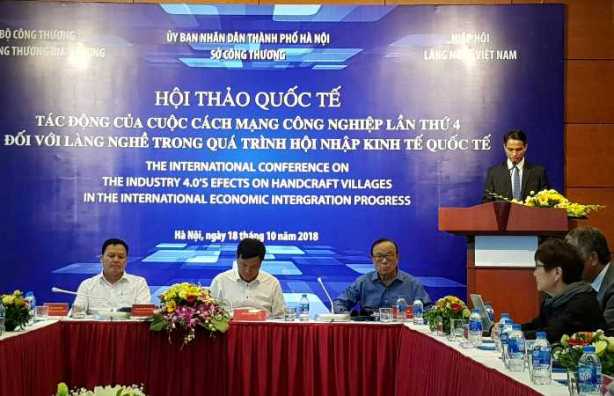 BỘ CÔNG THƯƠNG
THƯƠNG ĐỊA PHƯƠNG
ỦY BAN NHÂN DÂN THÀNH PHỐ HÀ NỘI
SỞ CÔNG THƯƠNG
HIỆP HỘI
LÀNG NGHỀ VIỆT NAM
HỘI THẢO QUỐC TẾ
TÁC ĐỘNG CỦA CUỘC CÁCH MẠNG CÔNG NGHIỆP LẦN THỨ 4
ĐỐI VỚI LÀNG NGHỀ TRONG QUÁ TRÌNH HỘI NHẬP KINH TẾ QUỐC TẾ
THE INTERNATIONAL CONFERENCE ON
THE INDUSTRY 4.0'S EFECTS ON HANDCRAFT VILLAGES
IN THE INTERNATIONAL ECONOMIC INTERGRATION PROGRESS
Hà Nội, ngày 18 tháng 10 năm 2018